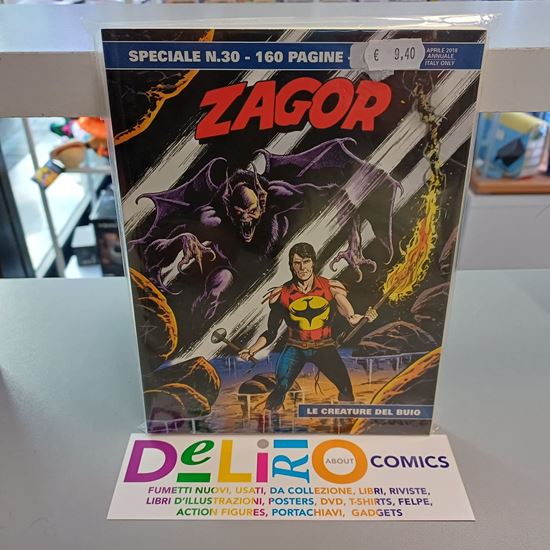 SPECIALE N.30 - 160 PAGINE -
€ 9,40
APRILE 2018
ANNUALE
ITALY ONLY
ZAGOR
LE CREATURE DEL BUIO
DeLiRiO
ABOUT
COMICS
FUMETTI NUOVI, USATI, DA COLLEZIONE, LIBRI, RIVISTE,
LIBRI D'ILLUSTRAZIONI, POSTERS, DVD, T-SHIRTS, FELPE,
ACTION FIGURES, PORTACHIAVI, GADGETS